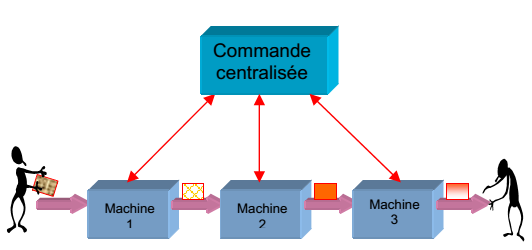 Commande
centralisée
Machine
1
Machine
2
Machine
3